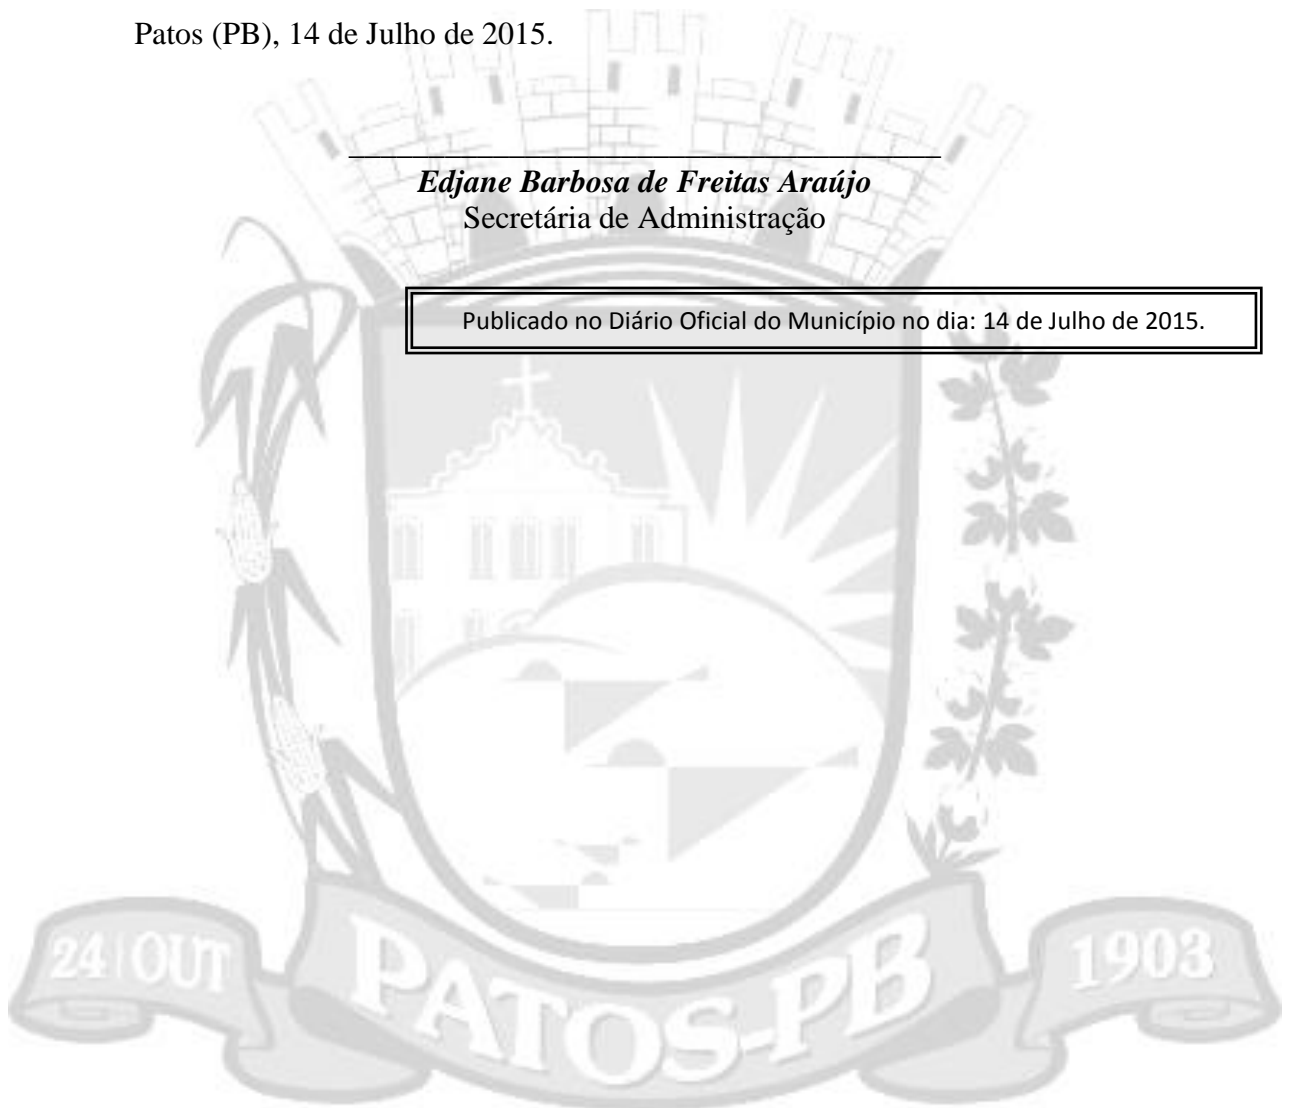 Patos (PB), 14 de Julho de 2015.
Edjane Barbosa de Freitas Araújo
Secretária de Administração
Publicado no Diário Oficial do Município no dia: 14 de Julho de 2015.
24 OUT
PATOS-PB
1903